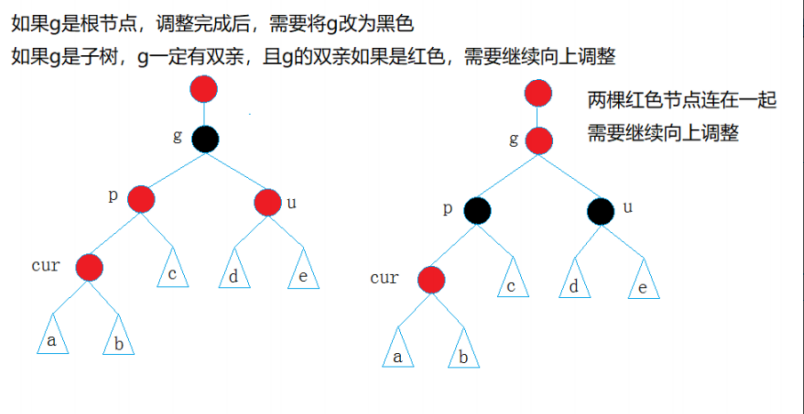 如果g是根节点，调整完成后，需要将g改为黑色
如果g是子树，g一定有双亲，且g的双亲如果是红色，需要继续向上调整
两棵红色节点连在一起
需要继续向上调整
g
p
u
cur
c
d
e
a
b
g
p
u
cur
c
d
e
a
b